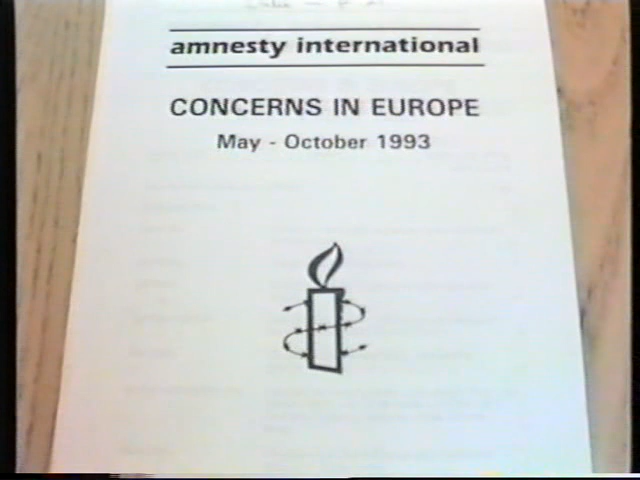 amnesty international
CONCERNS IN EUROPE
May - October 1993